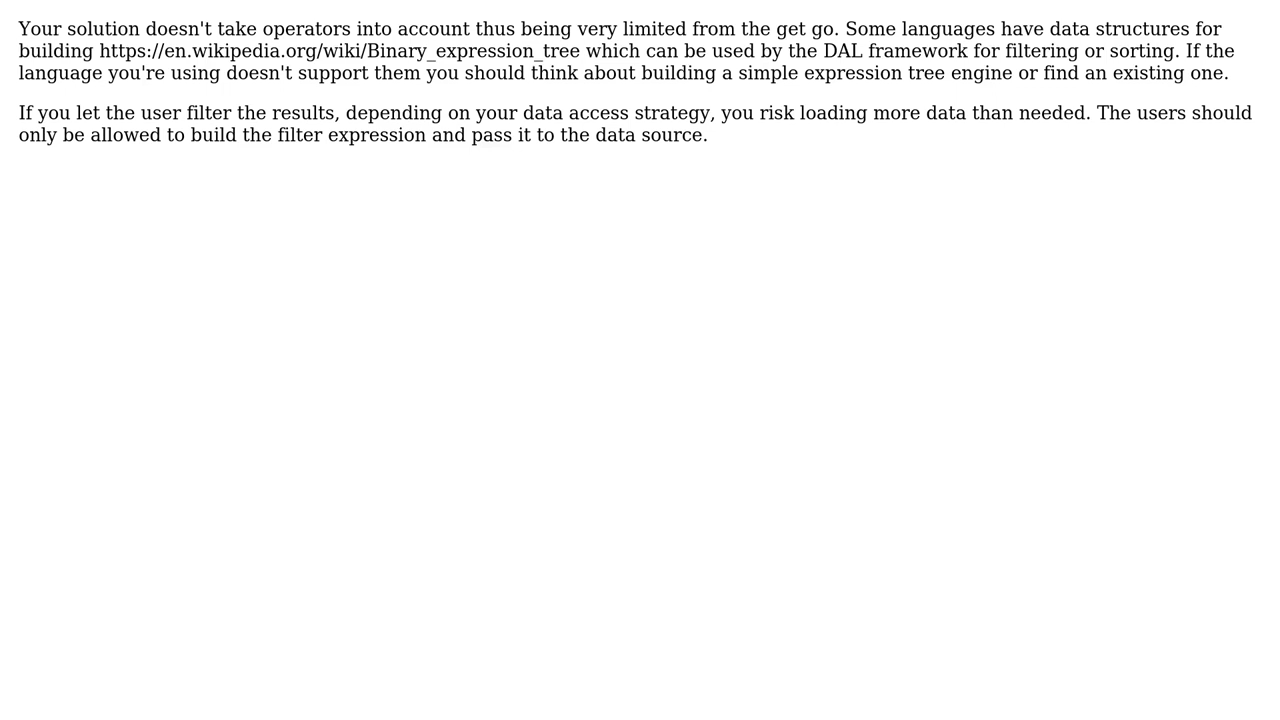 Your solution doesn't take operators into account thus being very limited from the get go. Some languages have data structures for
building https://en.wikipedia.org/wiki/Binary_expression_tree which can be used by the DAL framework for filtering or sorting. If the
language you're using doesn't support them you should think about building a simple expression tree engine or find an existing one.
If you let the user filter the results, depending on your data access strategy, you risk loading more data than needed. The users should
only be allowed to build the filter expression and pass it to the data source.